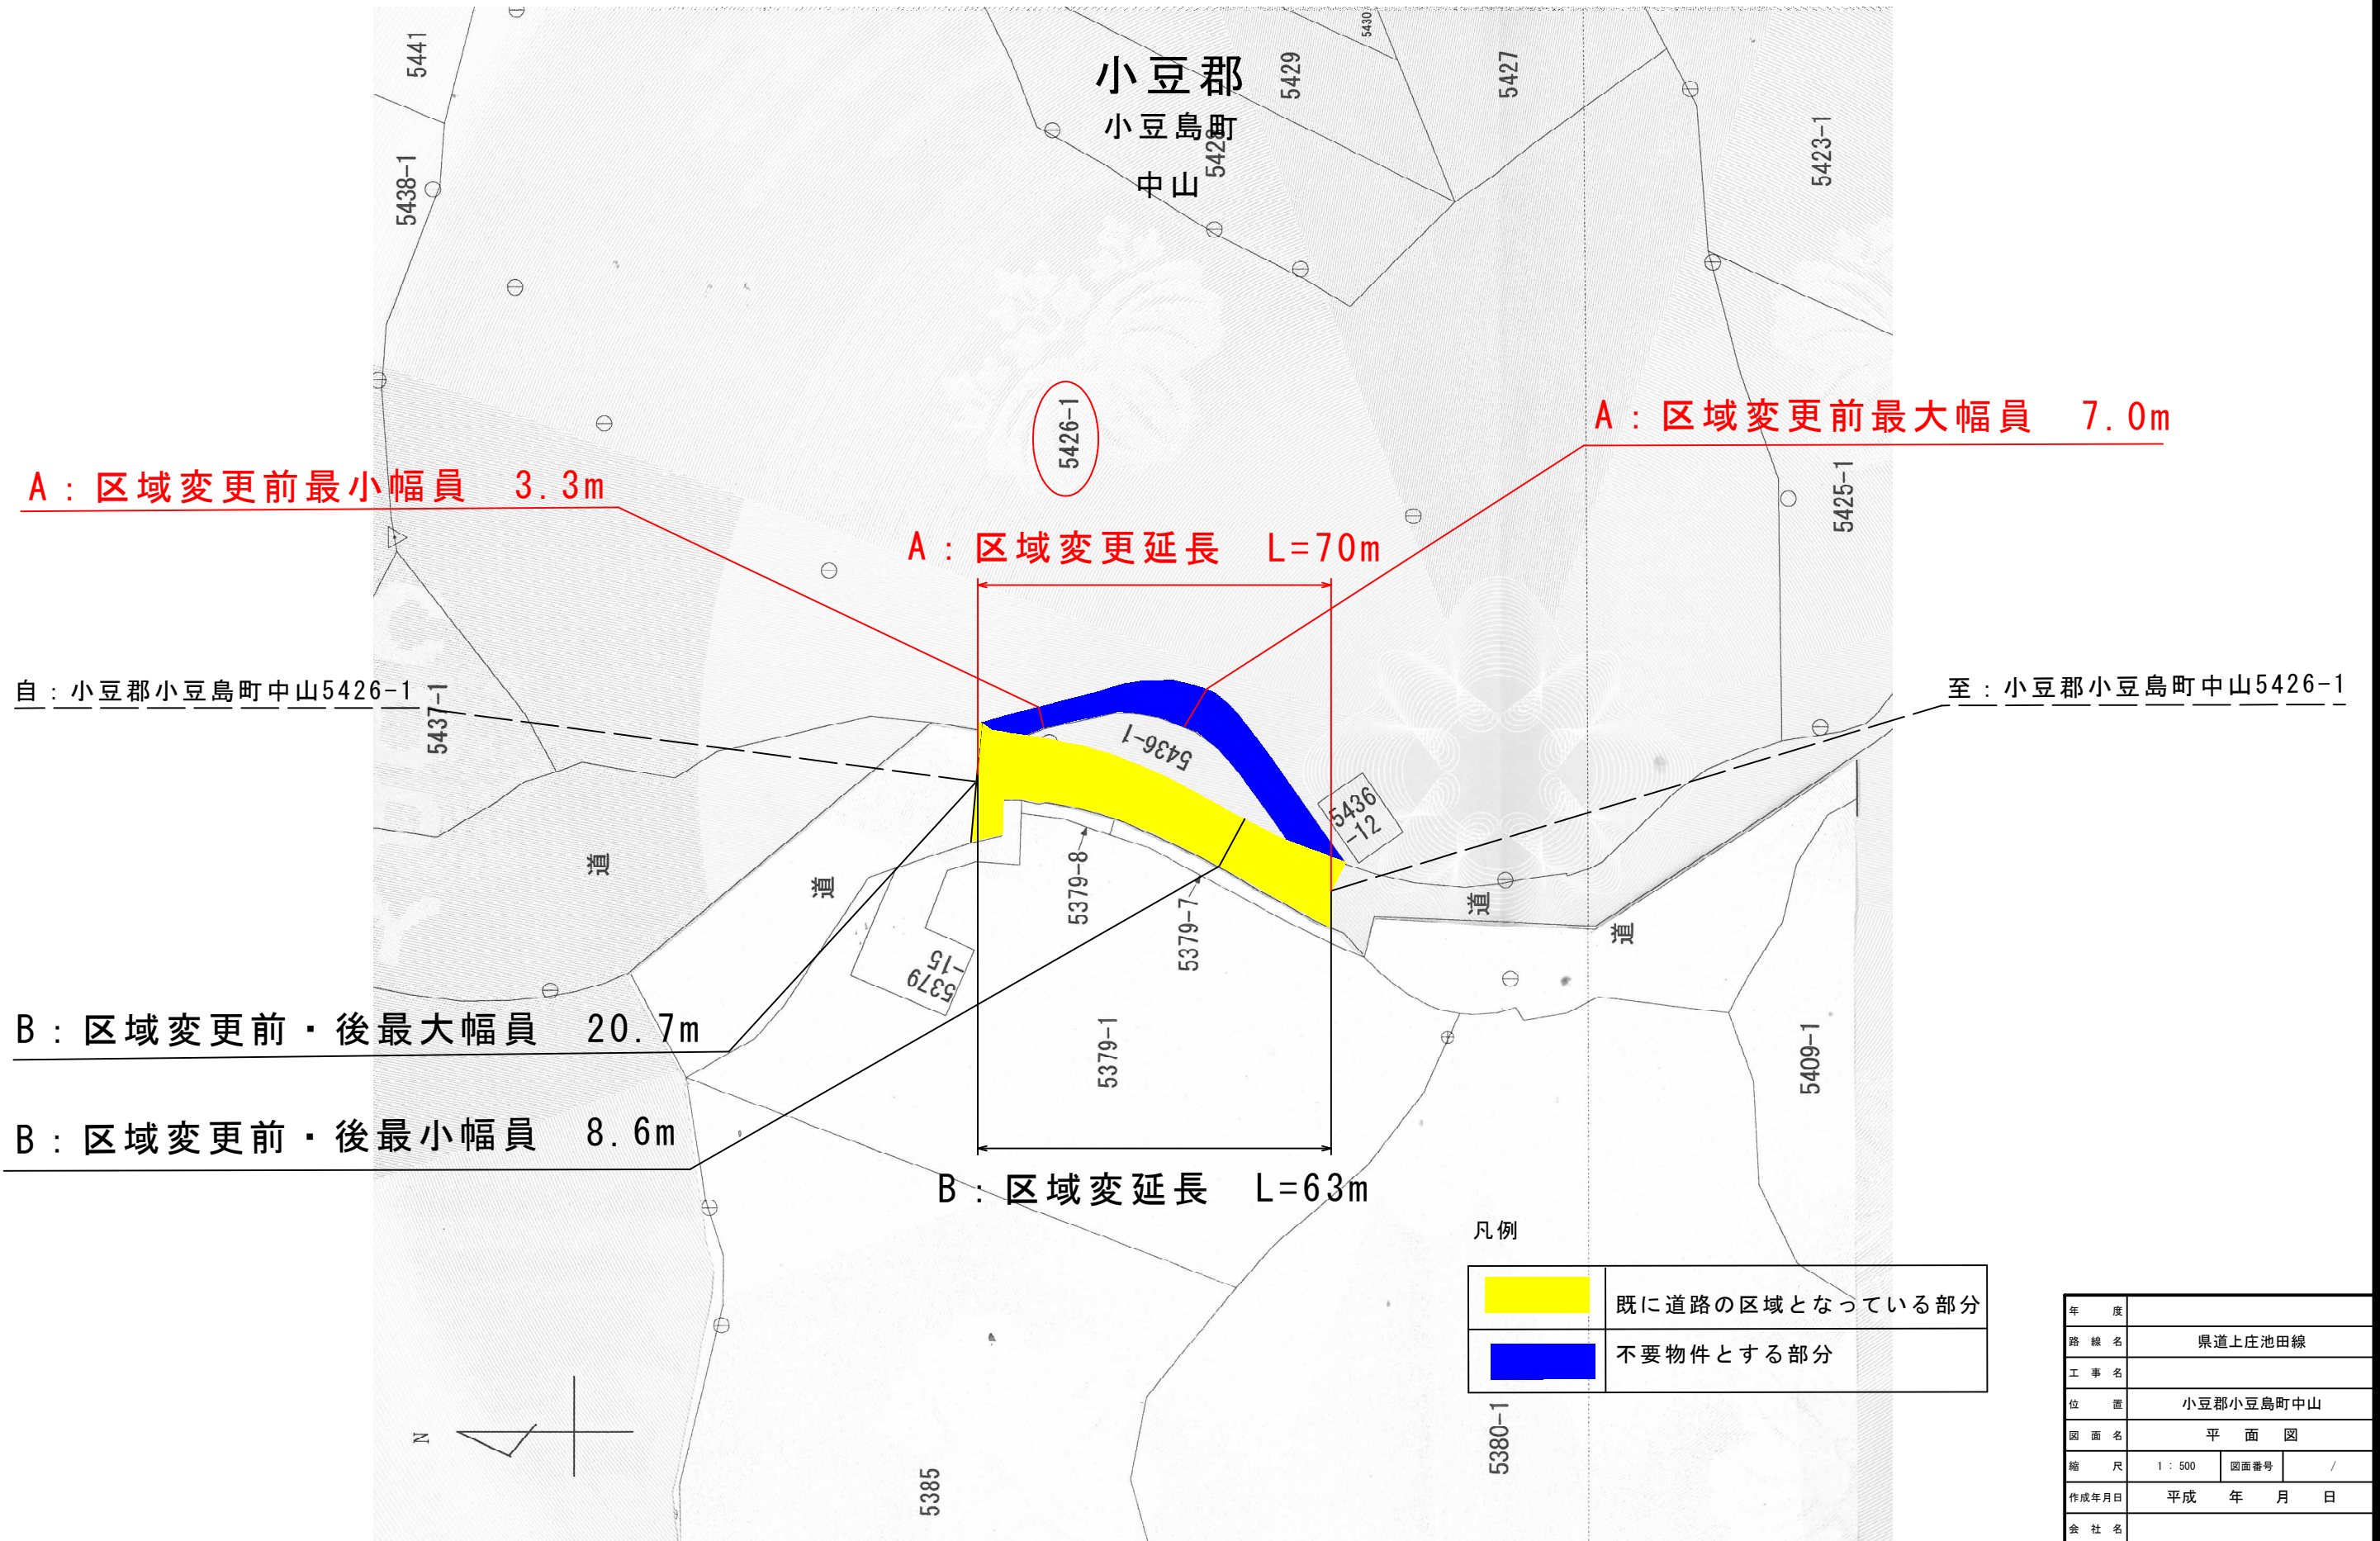 5441
5430
小豆郡
5429
5427
小豆島町
5428
5438-1
5423-1
中山
5426-1
A：区域変更前最大幅員　7.0m
A：区域変更前最小幅員　3.3m
5425-1
A：区域変更延長　L=70m
自：小豆郡小豆島町中山5426-1
5437-1
至：小豆郡小豆島町中山5426-1
5436-1
5436
-12
道
道
5379-8
5379-7
道
道
5379
-15
B：区域変更前・後最大幅員　20.7m
5379-1
5409-1
B：区域変更前・後最小幅員　8.6m
B：区域変延長　L=63m
凡例
既に道路の区域となっている部分
不要物件とする部分
N
5385
5380-1
年度
路線名　県道上庄池田線
工事名
位置　小豆郡小豆島町中山
図面名　平面図
縮尺　1：500　図面番号　/
作成年月日　平成　年　月　日
会社名